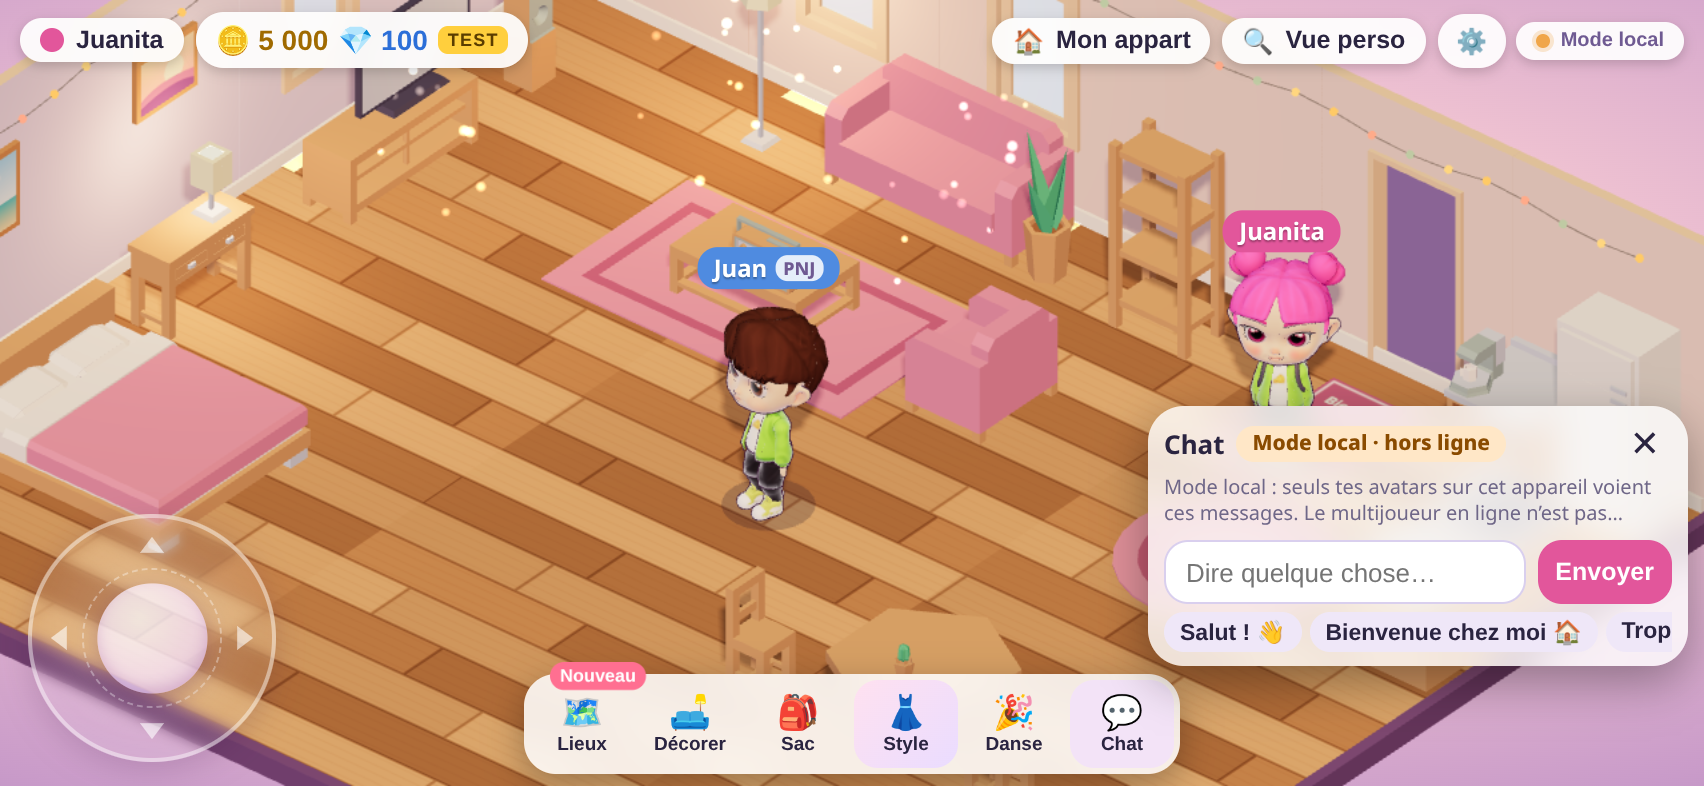 Juanita
5 000 100 TEST
Mon appart
Vue perso
Mode local
Juan PNJ
Juanita
Chat Mode local · hors ligne
Mode local : seuls tes avatars sur cet appareil voient
ces messages. Le multijoueur en ligne n’est pas…
Dire quelque chose…
Envoyer
Salut ! 👋
Bienvenue chez moi 🏠
Trop
Nouveau
Lieux
Décorer
Sac
Style
Danse
Chat